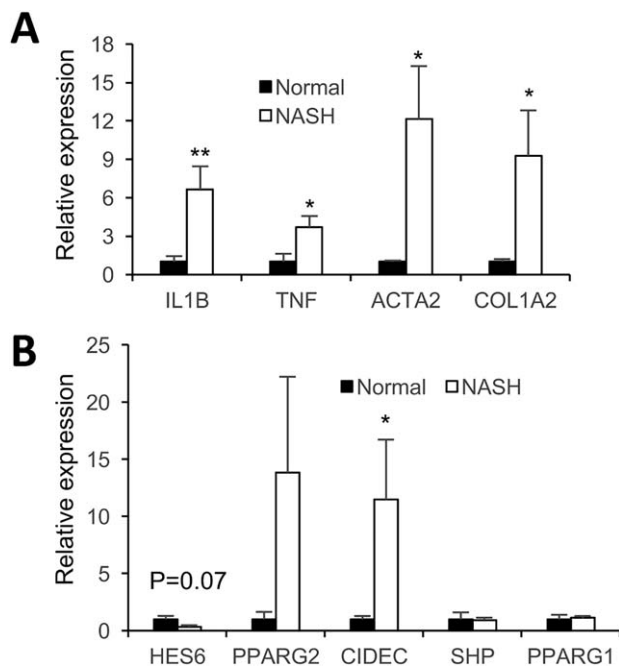 A
Relative expression
18
15
12
9
6
3
0
Normal
NASH
**
*
*
*
IL1B TNF ACTA2 COL1A2
B
Relative expression
25
20
15
10
5
0
Normal NASH
*
P=0.07
HES6 PPARG2 CIDEC SHP PPARG1